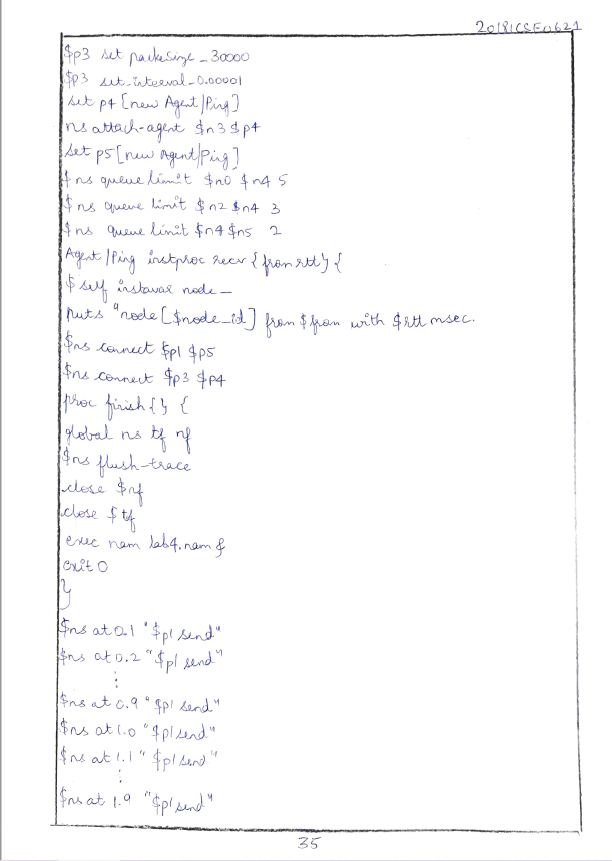 20181CSE0621
$p3 set packeSize_30000
$p3 set_interval_0.00001
set p4 [new Agent/Ping]
ns attach-agent $n3 $p4
set p5 [new Agent/Ping]
$ns queue limit $n0 $n4 5
$ns queue limit $n2 $n4 3
$ns queue limit $n4 $n5 2
Agent/Ping instproc recv {from rtt} {
$self instavar node_
puts "node [$node_id] from $from with $rtt msec.
$ns connect $p1 $p5
$ns connect $p3 $p4
proc finish {} {
global ns tf nf
$ns flush-trace
close $nf
close $tf
exec nam lab4.nam &
exit 0
}
$ns at 0.1 "$p1 send"
$ns at 0.2 "$p1 send"
⋮
$ns at 0.9 "$p1 send"
$ns at 1.0 "$p1 send"
$ns at 1.1 "$p1 send"
⋮
$ns at 1.9 "$p1 send"
35